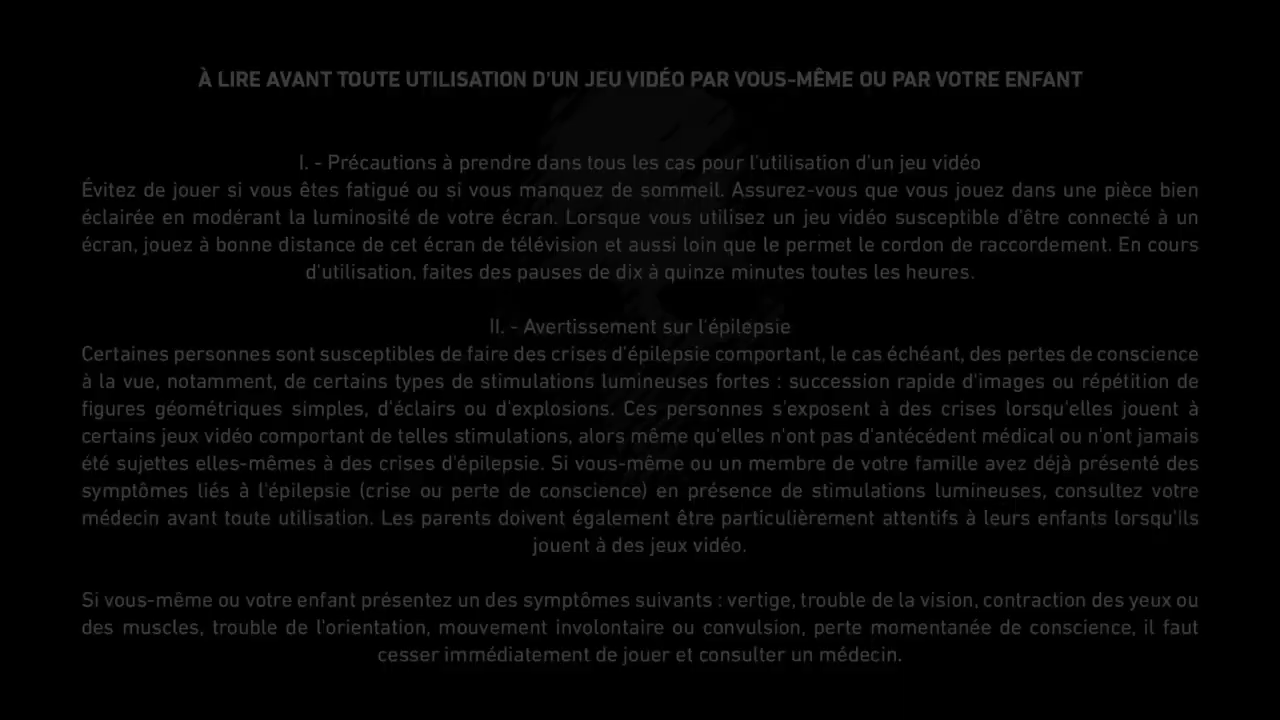 À LIRE AVANT TOUTE UTILISATION D'UN JEU VIDÉO PAR VOUS-MÊME OU PAR VOTRE ENFANT
I. - Précautions à prendre dans tous les cas pour l'utilisation d'un jeu vidéo
Évitez de jouer si vous êtes fatigué ou si vous manquez de sommeil. Assurez-vous que vous jouez dans une pièce bien
éclairée en modérant la luminosité de votre écran. Lorsque vous utilisez un jeu vidéo susceptible d'être connecté à un
écran, jouez à bonne distance de cet écran de télévision et aussi loin que le permet le cordon de raccordement. En cours
d'utilisation, faites des pauses de dix à quinze minutes toutes les heures.
II. - Avertissement sur l'épilepsie
Certaines personnes sont susceptibles de faire des crises d'épilepsie comportant, le cas échéant, des pertes de conscience
à la vue, notamment, de certains types de stimulations lumineuses fortes : succession rapide d'images ou répétition de
figures géométriques simples, d'éclairs ou d'explosions. Ces personnes s'exposent à des crises lorsqu'elles jouent à
certains jeux vidéo comportant de telles stimulations, alors même qu'elles n'ont pas d'antécédent médical ou n'ont jamais
été sujettes elles-mêmes à des crises d'épilepsie. Si vous-même ou un membre de votre famille avez déjà présenté des
symptômes liés à l'épilepsie (crise ou perte de conscience) en présence de stimulations lumineuses, consultez votre
médecin avant toute utilisation. Les parents doivent également être particulièrement attentifs à leurs enfants lorsqu'ils
jouent à des jeux vidéo.
Si vous-même ou votre enfant présentez un des symptômes suivants : vertige, trouble de la vision, contraction des yeux ou
des muscles, trouble de l'orientation, mouvement involontaire ou convulsion, perte momentanée de conscience, il faut
cesser immédiatement de jouer et consulter un médecin.